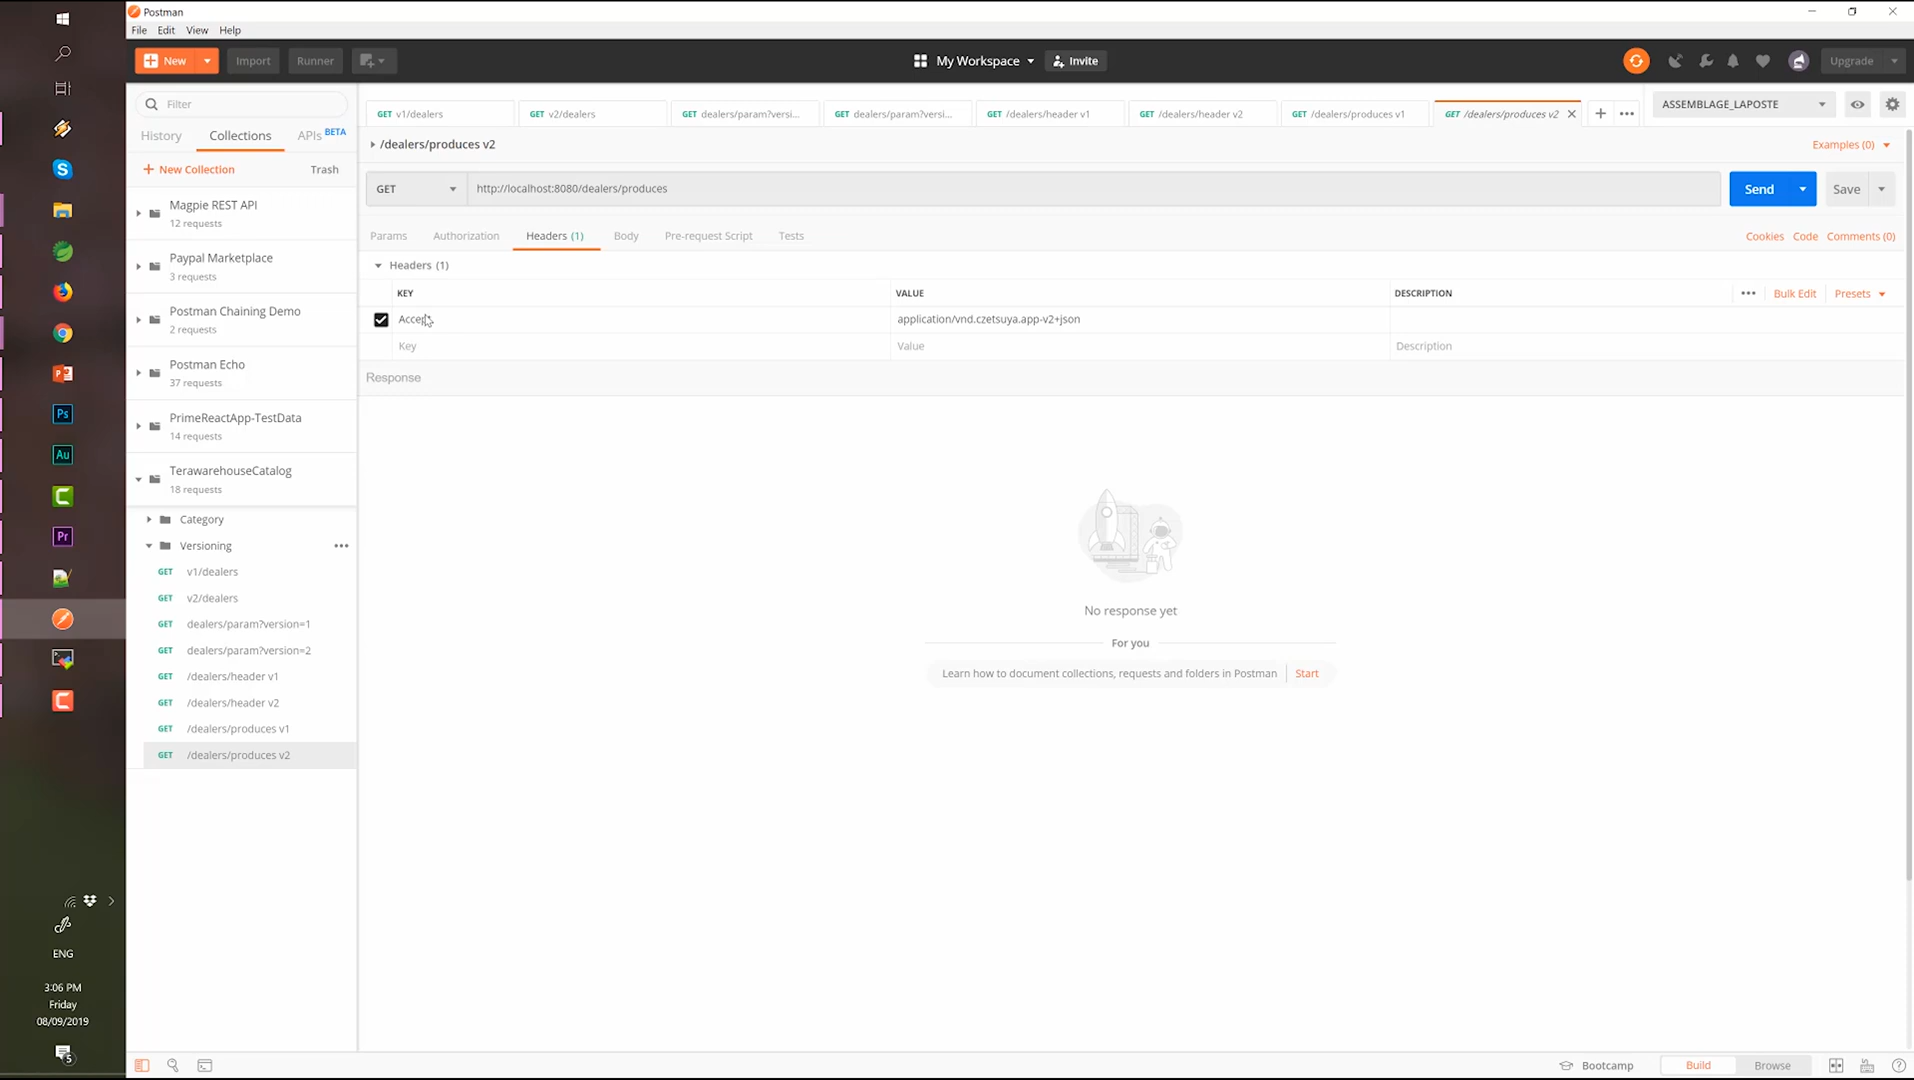 Postman
File Edit View Help
New Import Runner My Workspace Invite Upgrade
Filter
History Collections APIs BETA
New Collection Trash
Magpie REST API
12 requests
Paypal Marketplace
3 requests
Postman Chaining Demo
2 requests
Postman Echo
37 requests
PrimeReactApp-TestData
14 requests
TerawarehouseCatalog
18 requests
Category
Versioning
GET v1/dealers
GET v2/dealers
GET dealers/param?version=1
GET dealers/param?version=2
GET /dealers/header v1
GET /dealers/header v2
GET /dealers/produces v1
GET /dealers/produces v2
GET v1/dealers GET v2/dealers GET dealers/param?versi... GET dealers/param?versi... GET /dealers/header v1 GET /dealers/header v2 GET /dealers/produces v1 GET /dealers/produces v2 ASSEMBLAGE_LAPOSTE
/dealers/produces v2 Examples (0)
GET http://localhost:8080/dealers/produces Send Save
Params Authorization Headers (1) Body Pre-request Script Tests Cookies Code Comments (0)
Headers (1)
KEY VALUE DESCRIPTION Bulk Edit Presets
Accept application/vnd.czetsuya.app-v2+json
Key Value Description
Response
No response yet
For you
Learn how to document collections, requests and folders in Postman Start
Ps
Au
Pr
ENG
3:06 PM
Friday
08/09/2019
5
Bootcamp Build Browse